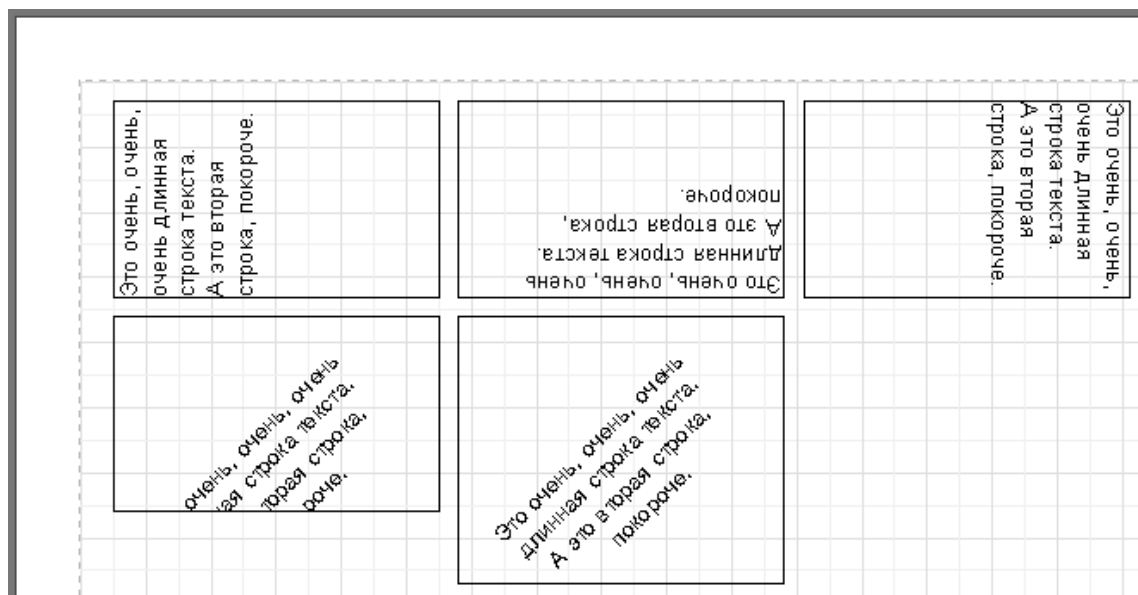 Это очень, очень,
очень длинная
строка текста.
А это вторая
строка, покороче.
Это очень, очень, очень
длинная строка текста.
А это вторая строка,
покороче.
Это очень, очень,
очень длинная
строка текста.
А это вторая
строка, покороче.
очень, очень, очень
ная строка текста.
торая строка,
роче.
Это очень, очень, очень
длинная строка текста.
А это вторая строка,
покороче.